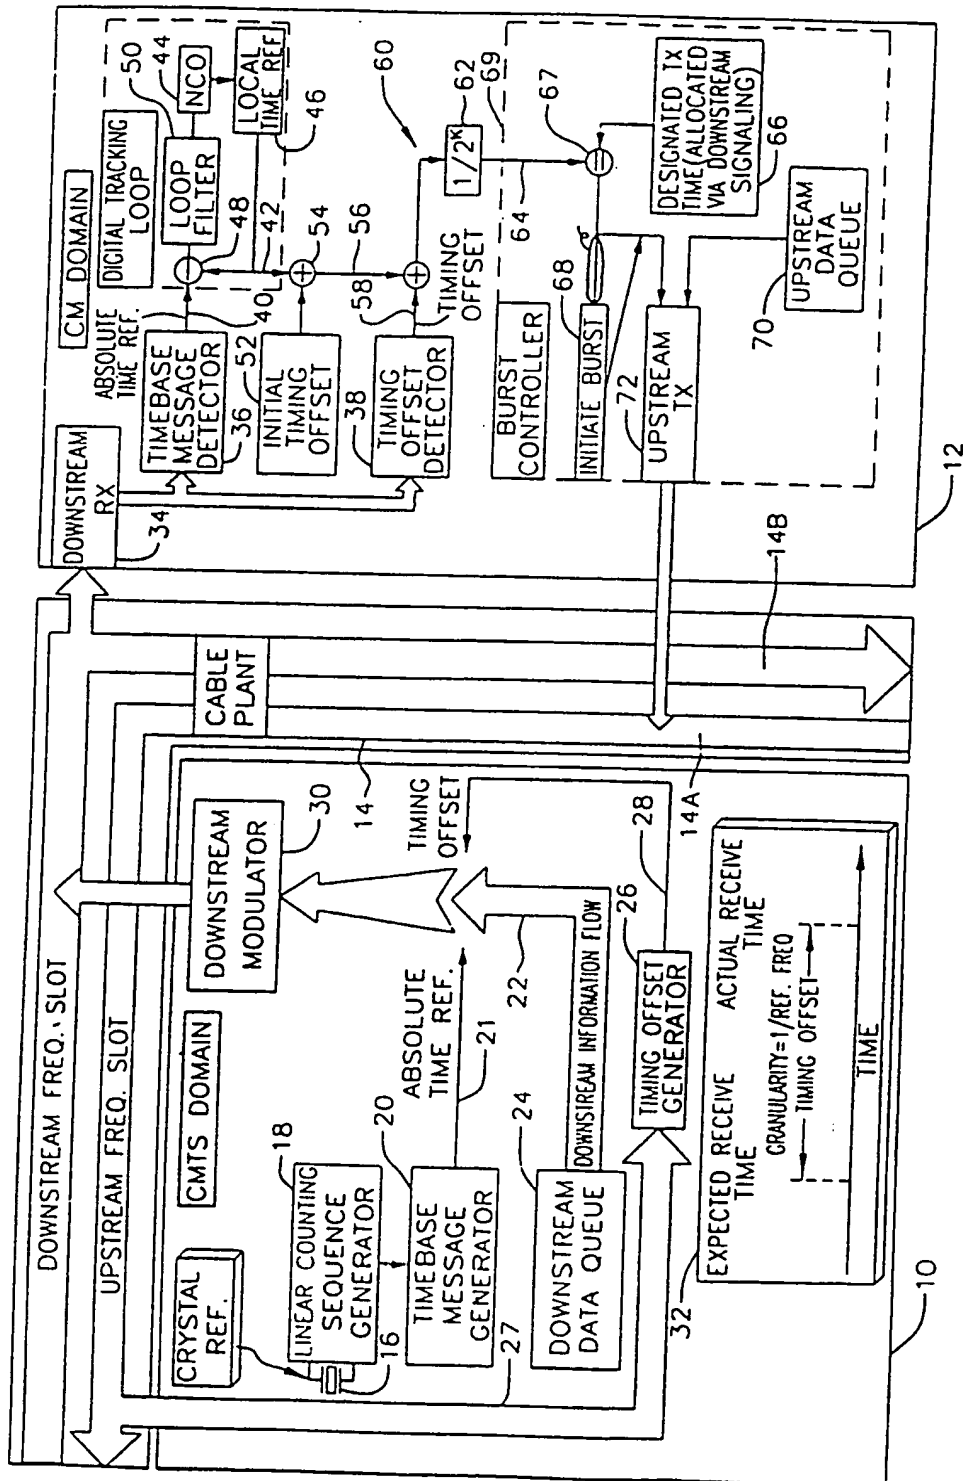 DOWNSTREAM FREQ. SLOT
UPSTREAM FREQ. SLOT
CRYSTAL
REF.
CMTS DOMAIN
DOWNSTREAM
MODULATOR
30
18
LINEAR COUNTING
SEQUENCE
GENERATOR
16
20
TIMEBASE
MESSAGE
GENERATOR
ABSOLUTE
TIME REF.
21
TIMING
OFFSET
22
24
DOWNSTREAM
DATA QUEUE
DOWNSTREAM INFORMATION FLOW
27
26
TIMING OFFSET
GENERATOR
28
32
EXPECTED RECEIVE
TIME
ACTUAL RECEIVE
TIME
GRANULARITY=1/REF. FREQ
TIMING OFFSET
TIME
10
CABLE
PLANT
14
14A
14B
DOWNSTREAM
RX
34
CM DOMAIN
DIGITAL TRACKING
LOOP
50
44
LOOP
FILTER
NCO
LOCAL
TIME REF
46
48
42
ABSOLUTE
TIME REF.
40
TIMEBASE
MESSAGE
DETECTOR
36
52
INITIAL
TIMING
OFFSET
54
56
38
TIMING
OFFSET
DETECTOR
58
TIMING
OFFSET
60
62
1/2ᴷ
64
69
67
BURST
CONTROLLER
68
INITIATE BURST
DESIGNATED TX
TIME(ALLOCATED
VIA DOWNSTREAM
SIGNALING)
66
72
UPSTREAM
TX
70
UPSTREAM
DATA
QUEUE
12